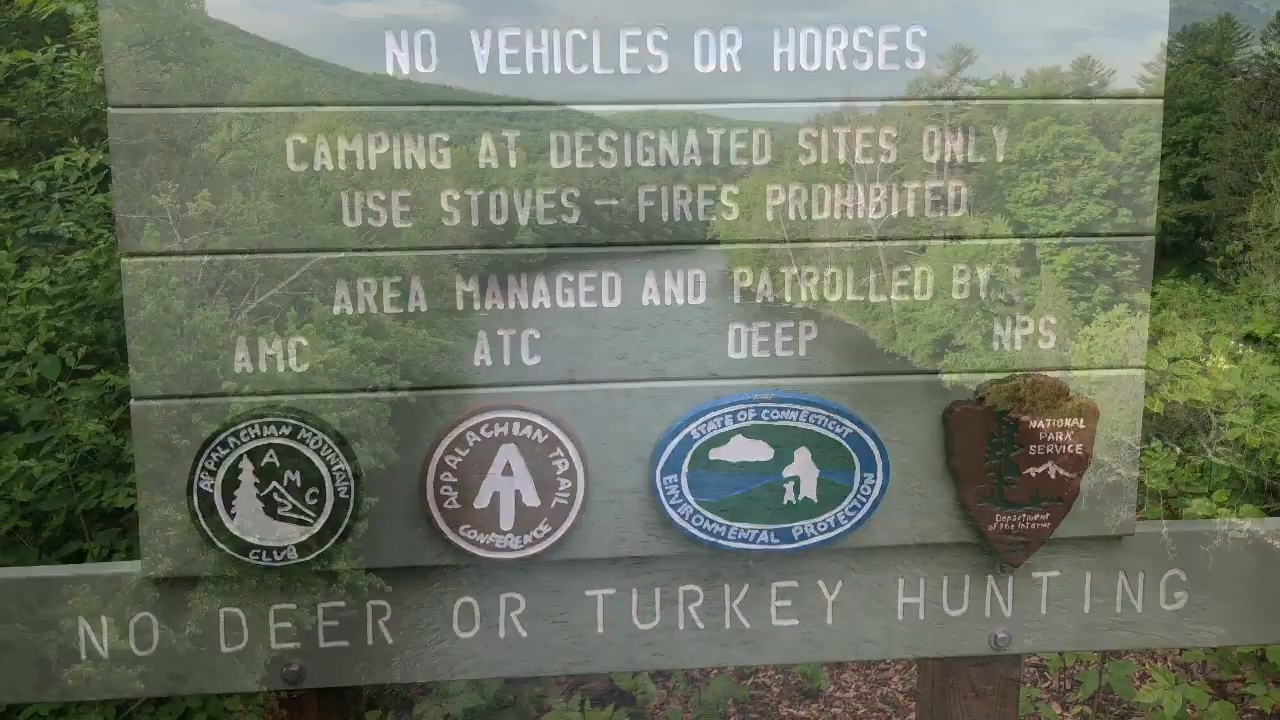 NO VEHICLES OR HORSES
CAMPING AT DESIGNATED SITES ONLY
USE STOVES – FIRES PROHIBITED
AREA MANAGED AND PATROLLED BY
AMC ATC DEEP NPS
APPALACHIAN MOUNTAIN
AMC
CLUB
APPALACHIAN TRAIL
CONFERENCE
STATE OF CONNECTICUT
ENVIRONMENTAL PROTECTION
NATIONAL
PARK
SERVICE
Department
of the Interior
NO DEER OR TURKEY HUNTING